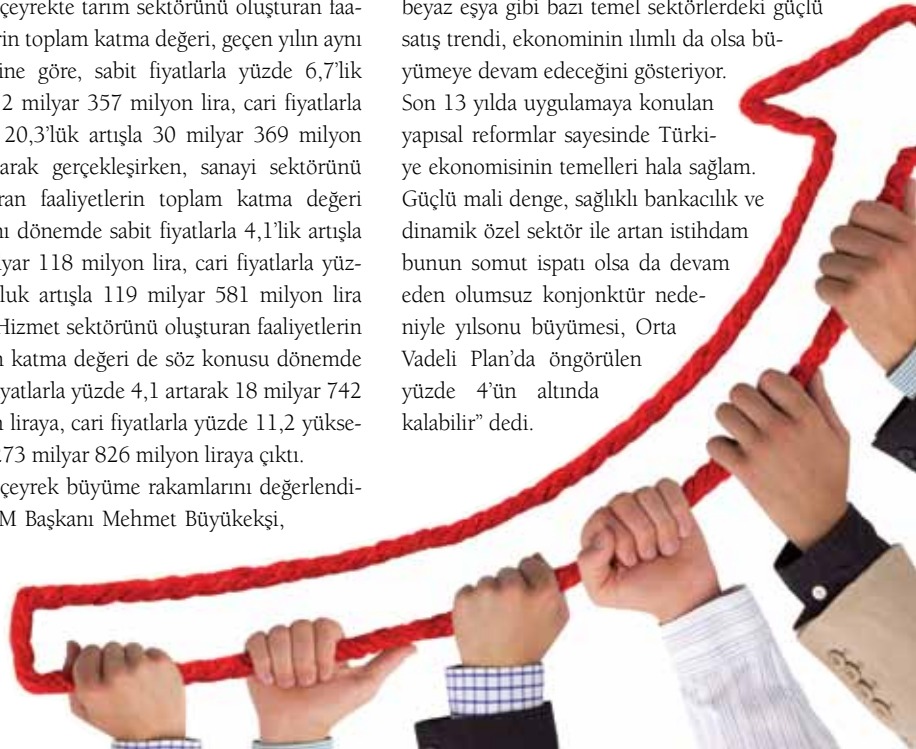 çeyrekte tarım sektörünü oluşturan faa-
rin toplam katma değeri, geçen yılın aynı
ine göre, sabit fiyatlarla yüzde 6,7’lik
2 milyar 357 milyon lira, cari fiyatlarla
20,3’lük artışla 30 milyar 369 milyon
arak gerçekleşirken, sanayi sektörünü
ran faaliyetlerin toplam katma değeri
dönemde sabit fiyatlarla 4,1’lik artışla
yar 118 milyon lira, cari fiyatlarla yüz-
luk artışla 119 milyar 581 milyon lira
Hizmet sektörünü oluşturan faaliyetlerin
katma değeri de söz konusu dönemde
iyatlarla yüzde 4,1 artarak 18 milyar 742
liraya, cari fiyatlarla yüzde 11,2 yükse-
273 milyar 826 milyon liraya çıktı.
çeyrek büyüme rakamlarını değerlendi-
M Başkanı Mehmet Büyükekşi,
beyaz eşya gibi bazı temel sektörlerdeki güçlü
satış trendi, ekonominin ılımlı da olsa bü-
yümeye devam edeceğini gösteriyor.
Son 13 yılda uygulamaya konulan
yapısal reformlar sayesinde Türki-
ye ekonomisinin temelleri hala sağlam.
Güçlü mali denge, sağlıklı bankacılık ve
dinamik özel sektör ile artan istihdam
bunun somut ispatı olsa da devam
eden olumsuz konjonktür nede-
niyle yılsonu büyümesi, Orta
Vadeli Plan’da öngörülen
yüzde 4’ün altında
kalabilir” dedi.